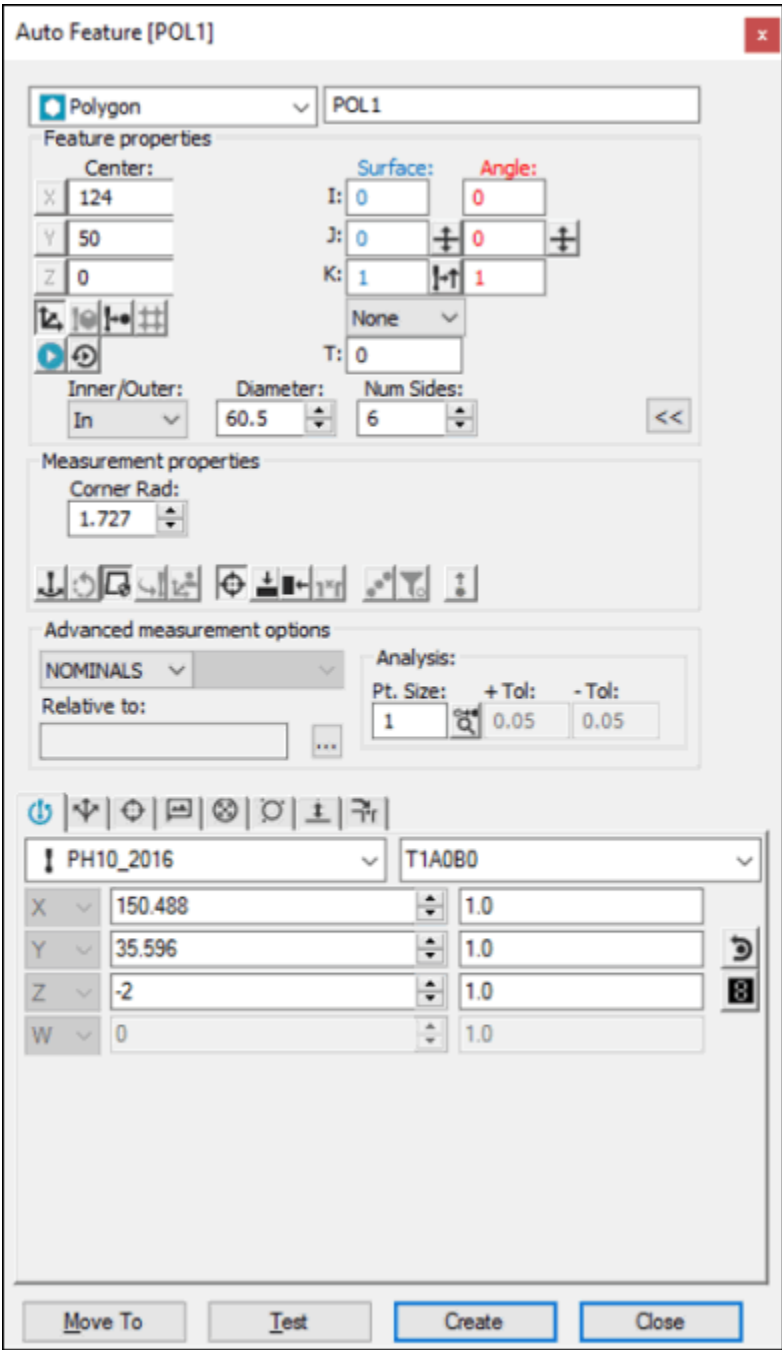 Auto Feature [POL1]
x
Polygon POL1
Feature properties
Center: Surface: Angle:
X 124 I: 0 0
Y 50 J: 0 0
Z 0 K: 1 1
None
T: 0
Inner/Outer: Diameter: Num Sides:
In 60.5 6 <<
Measurement properties
Corner Rad:
1.727
Advanced measurement options
NOMINALS Analysis:
Relative to: Pt. Size: + Tol: - Tol:
1 0.05 0.05
...
PH10_2016 T1A0B0
X 150.488 1.0
Y 35.596 1.0
Z -2 1.0
8
W 0 1.0
Move To Test Create Close